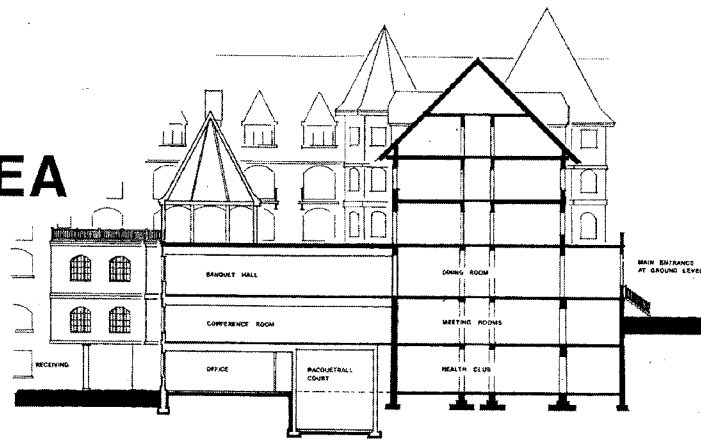 EA
BANQUET HALL
DINING ROOM
MAIN ENTRANCE
AT GROUND LEVEL
CONFERENCE ROOM
MEETING ROOMS
RECEIVING
OFFICE
RACQUETBALL
COURT
HEALTH CLUB